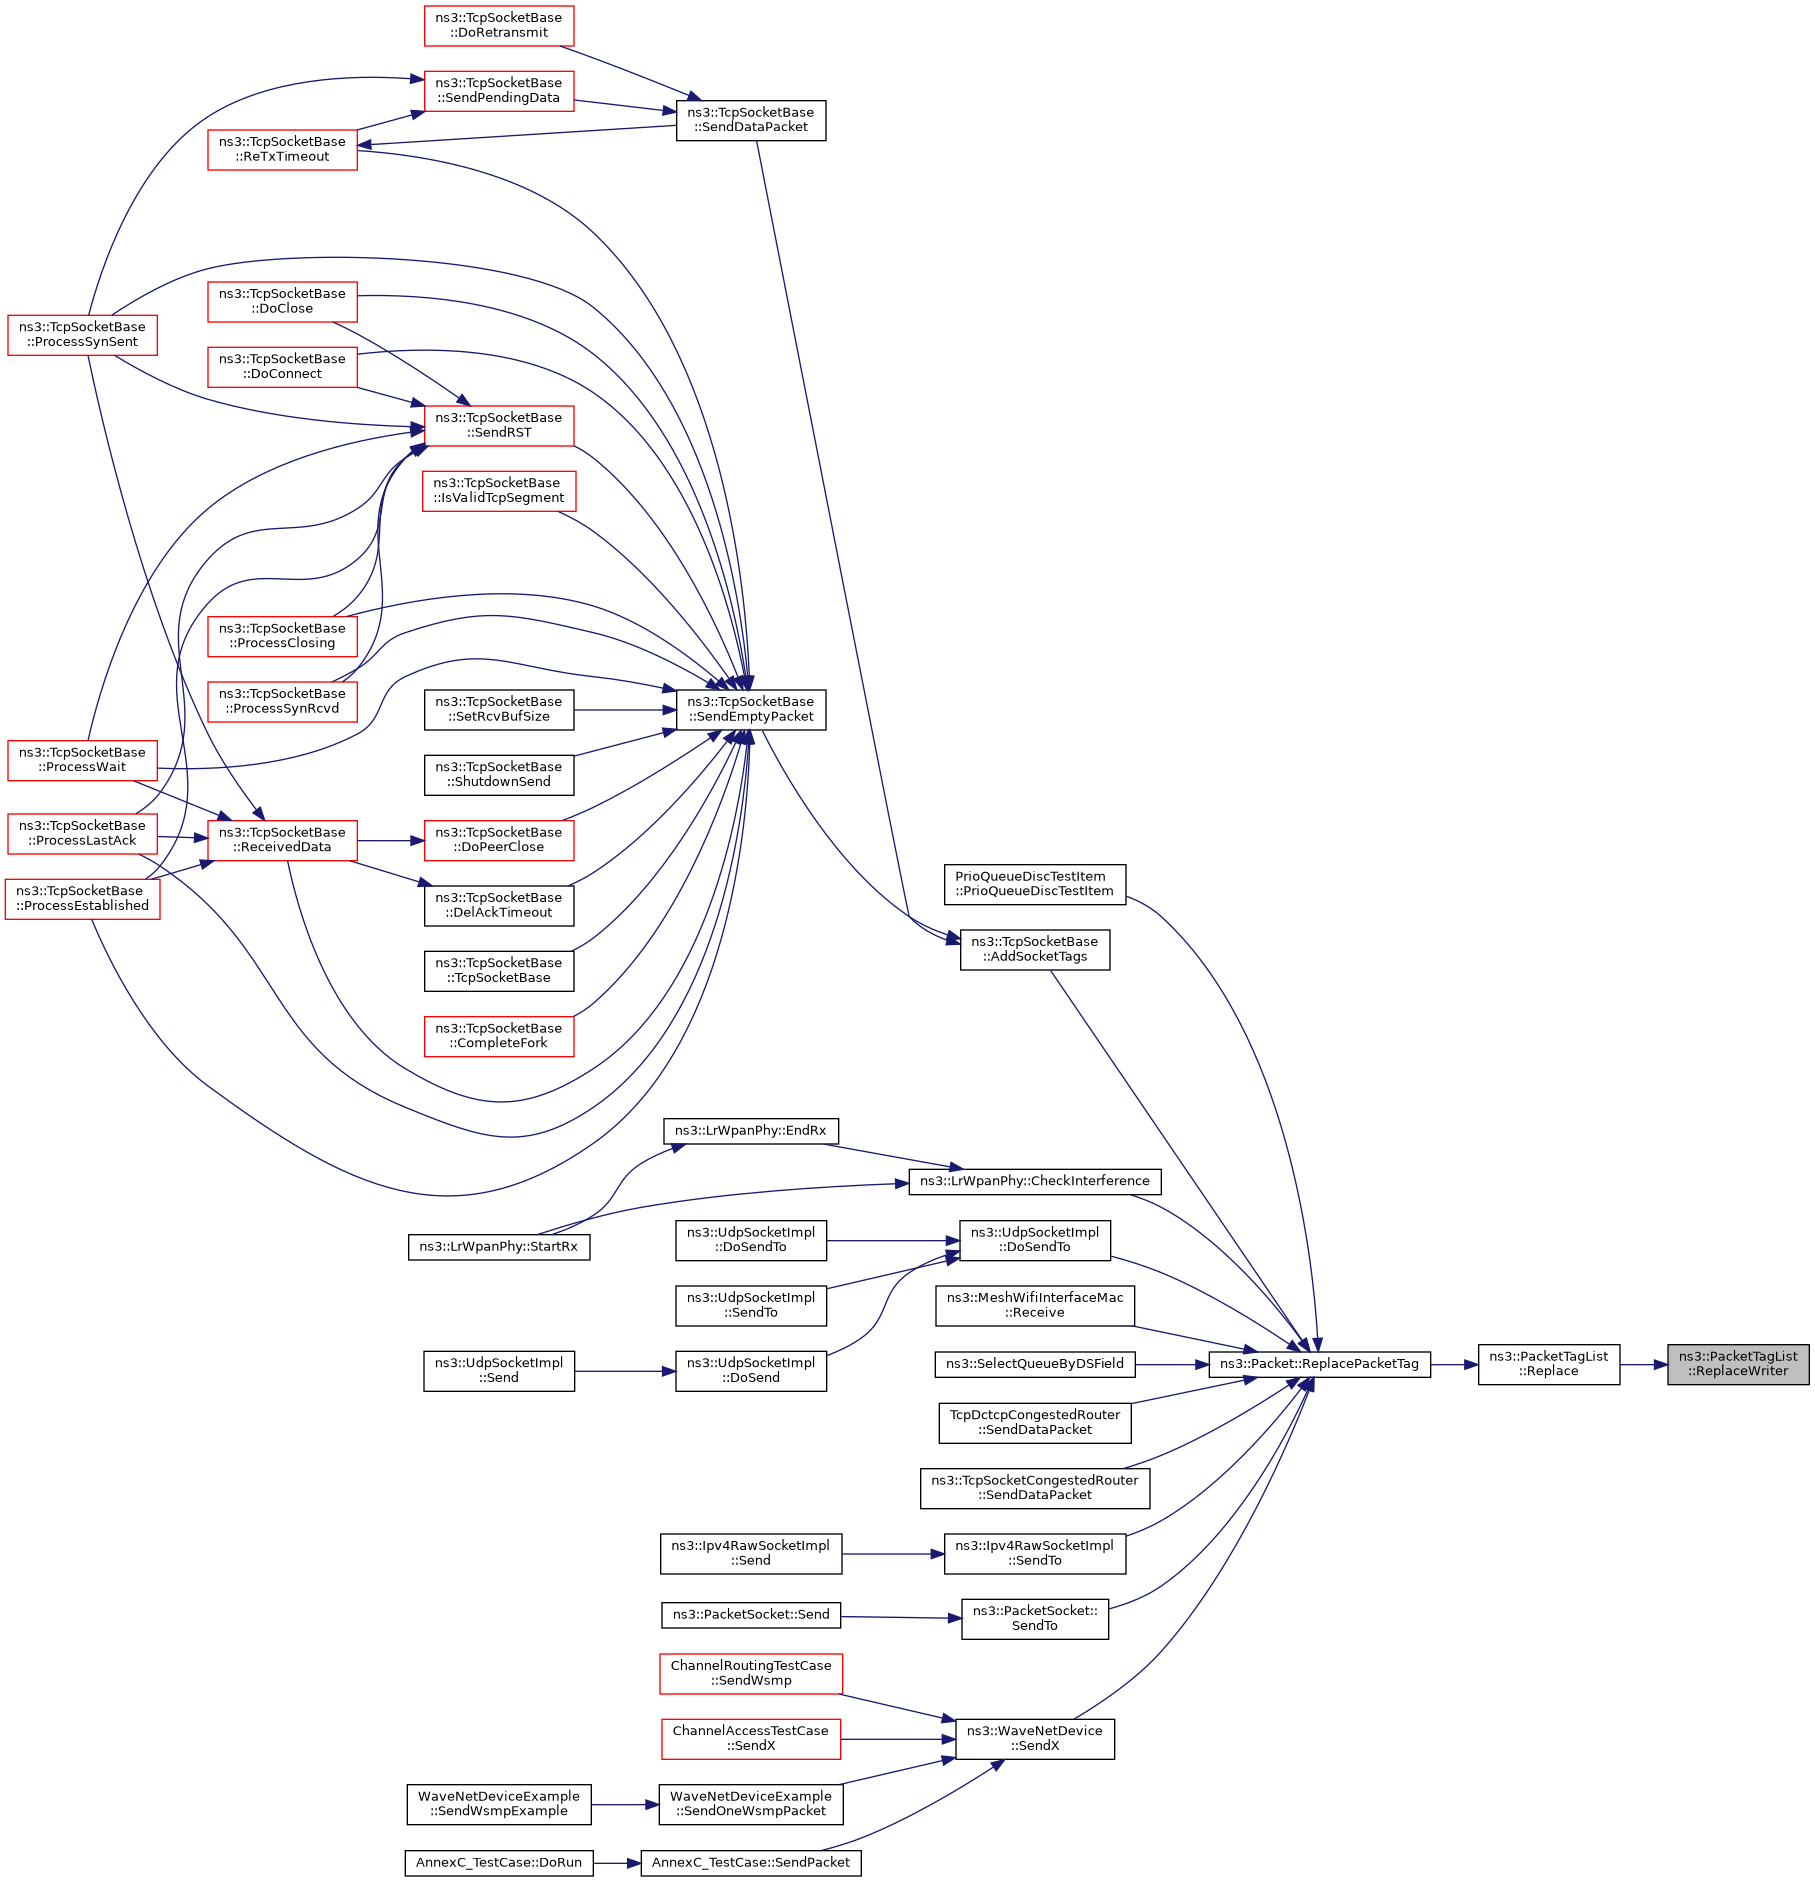 ns3::TcpSocketBase
::DoRetransmit
ns3::TcpSocketBase
::SendPendingData
ns3::TcpSocketBase
::SendDataPacket
ns3::TcpSocketBase
::ReTxTimeout
ns3::TcpSocketBase
::DoClose
ns3::TcpSocketBase
::ProcessSynSent
ns3::TcpSocketBase
::DoConnect
ns3::TcpSocketBase
::SendRST
ns3::TcpSocketBase
::IsValidTcpSegment
ns3::TcpSocketBase
::ProcessClosing
ns3::TcpSocketBase
::ProcessSynRcvd
ns3::TcpSocketBase
::SetRcvBufSize
ns3::TcpSocketBase
::SendEmptyPacket
ns3::TcpSocketBase
::ProcessWait
ns3::TcpSocketBase
::ShutdownSend
ns3::TcpSocketBase
::ProcessLastAck
ns3::TcpSocketBase
::ReceivedData
ns3::TcpSocketBase
::DoPeerClose
ns3::TcpSocketBase
::ProcessEstablished
ns3::TcpSocketBase
::DelAckTimeout
PrioQueueDiscTestItem
::PrioQueueDiscTestItem
ns3::TcpSocketBase
::AddSocketTags
ns3::TcpSocketBase
::TcpSocketBase
ns3::TcpSocketBase
::CompleteFork
ns3::LrWpanPhy::EndRx
ns3::LrWpanPhy::CheckInterference
ns3::LrWpanPhy::StartRx
ns3::UdpSocketImpl
::DoSendTo
ns3::UdpSocketImpl
::DoSendTo
ns3::UdpSocketImpl
::SendTo
ns3::MeshWifiInterfaceMac
::Receive
ns3::UdpSocketImpl
::Send
ns3::UdpSocketImpl
::DoSend
ns3::SelectQueueByDSField
ns3::Packet::ReplacePacketTag
ns3::PacketTagList
::Replace
ns3::PacketTagList
::ReplaceWriter
TcpDctcpCongestedRouter
::SendDataPacket
ns3::TcpSocketCongestedRouter
::SendDataPacket
ns3::Ipv4RawSocketImpl
::Send
ns3::Ipv4RawSocketImpl
::SendTo
ns3::PacketSocket::Send
ns3::PacketSocket::
SendTo
ChannelRoutingTestCase
::SendWsmp
ChannelAccessTestCase
::SendX
ns3::WaveNetDevice
::SendX
WaveNetDeviceExample
::SendWsmpExample
WaveNetDeviceExample
::SendOneWsmpPacket
AnnexC_TestCase::DoRun
AnnexC_TestCase::SendPacket